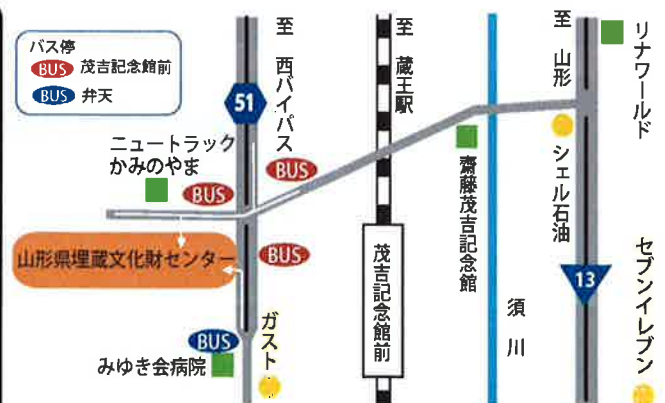 バス停
BUS 茂吉記念館前
BUS 弁天
51
至 西バイパス
至 蔵王駅
至 山形
リナワールド
ニュートラック
かみのやま
BUS
BUS
シェル石油
齋藤茂吉記念館
山形県埋蔵文化財センター
BUS
茂吉記念館前
13
須川
セブンイレブン
ガスト
BUS
みゆき会病院